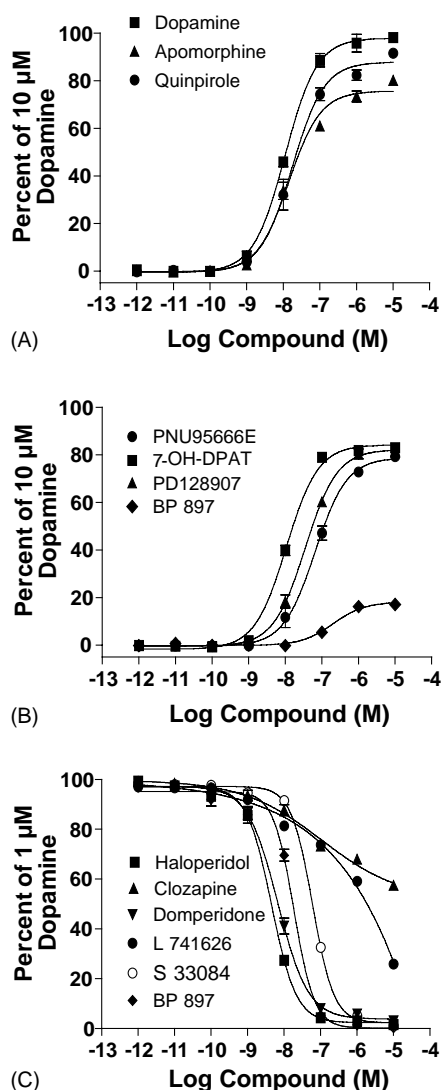 Dopamine
Apomorphine
Quinpirole
100
80
60
40
20
0
Percent of 10 µM
Dopamine
-13 -12 -11 -10 -9 -8 -7 -6 -5 -4
(A) Log Compound (M)
PNU95666E
7-OH-DPAT
PD128907
BP 897
100
80
60
40
20
0
Percent of 10 µM
Dopamine
-13 -12 -11 -10 -9 -8 -7 -6 -5 -4
(B) Log Compound (M)
100
80
60
40
20
0
Percent of 1 µM
Dopamine
Haloperidol
Clozapine
Domperidone
L 741626
S 33084
BP 897
-13 -12 -11 -10 -9 -8 -7 -6 -5 -4
(C) Log Compound (M)